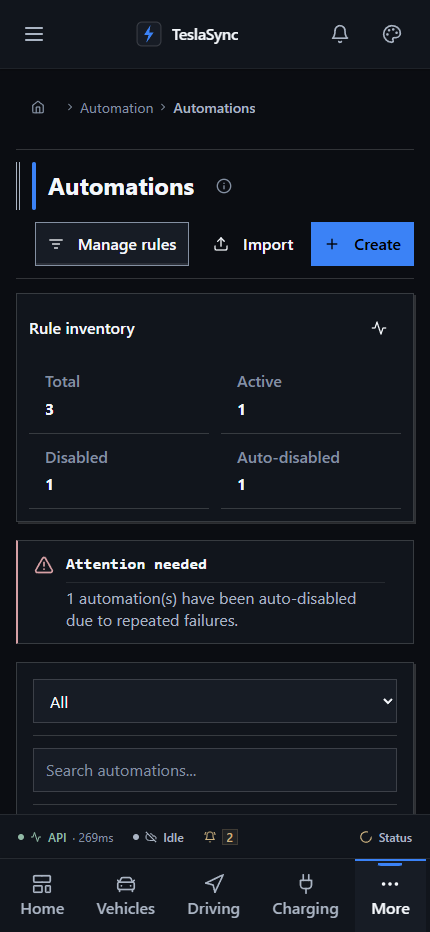 TeslaSync
Automation Automations
Automations
Manage rules Import Create
Rule inventory
Total Active
3 1
Disabled Auto-disabled
1 1
Attention needed
1 automation(s) have been auto-disabled
due to repeated failures.
All
Search automations...
API · 269ms Idle 2 Status
Home Vehicles Driving Charging More